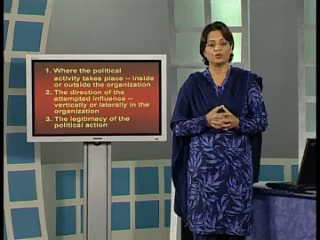 1. Where the political
activity takes place -- inside
or outside the organization
2. The direction of the
attempted influence --
vertically or laterally in the
organization
3. The legitimacy of the
political action